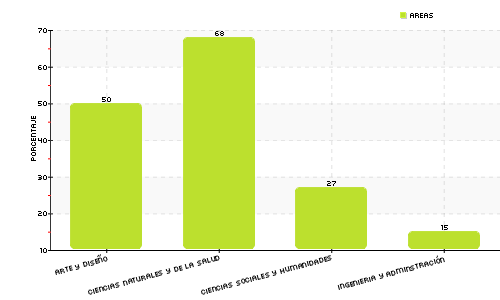 AREAS
PORCENTAJE
70
60
50
40
30
20
10
50
68
27
15
ARTE Y DISEÑO
CIENCIAS NATURALES Y DE LA SALUD
CIENCIAS SOCIALES Y HUMANIDADES
INGENIERIA Y ADMINSTRACIÓN